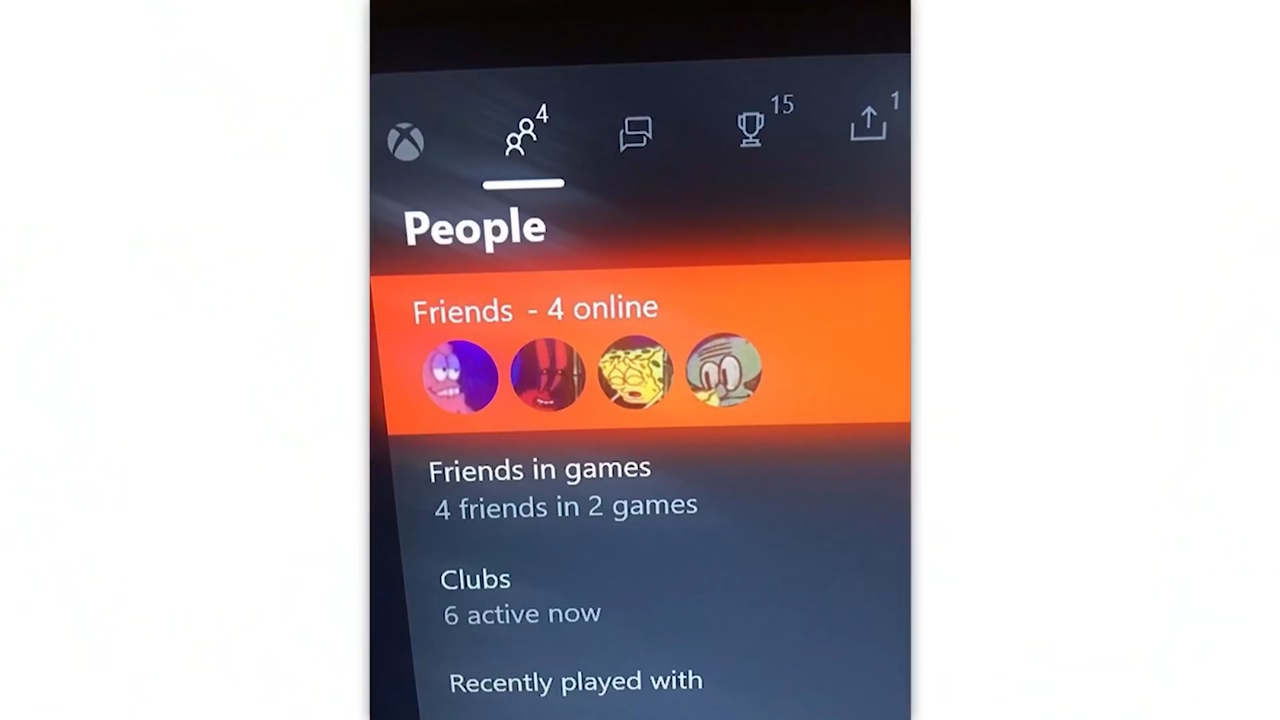 4
15
1
People
Friends - 4 online
Friends in games
4 friends in 2 games
Clubs
6 active now
Recently played with